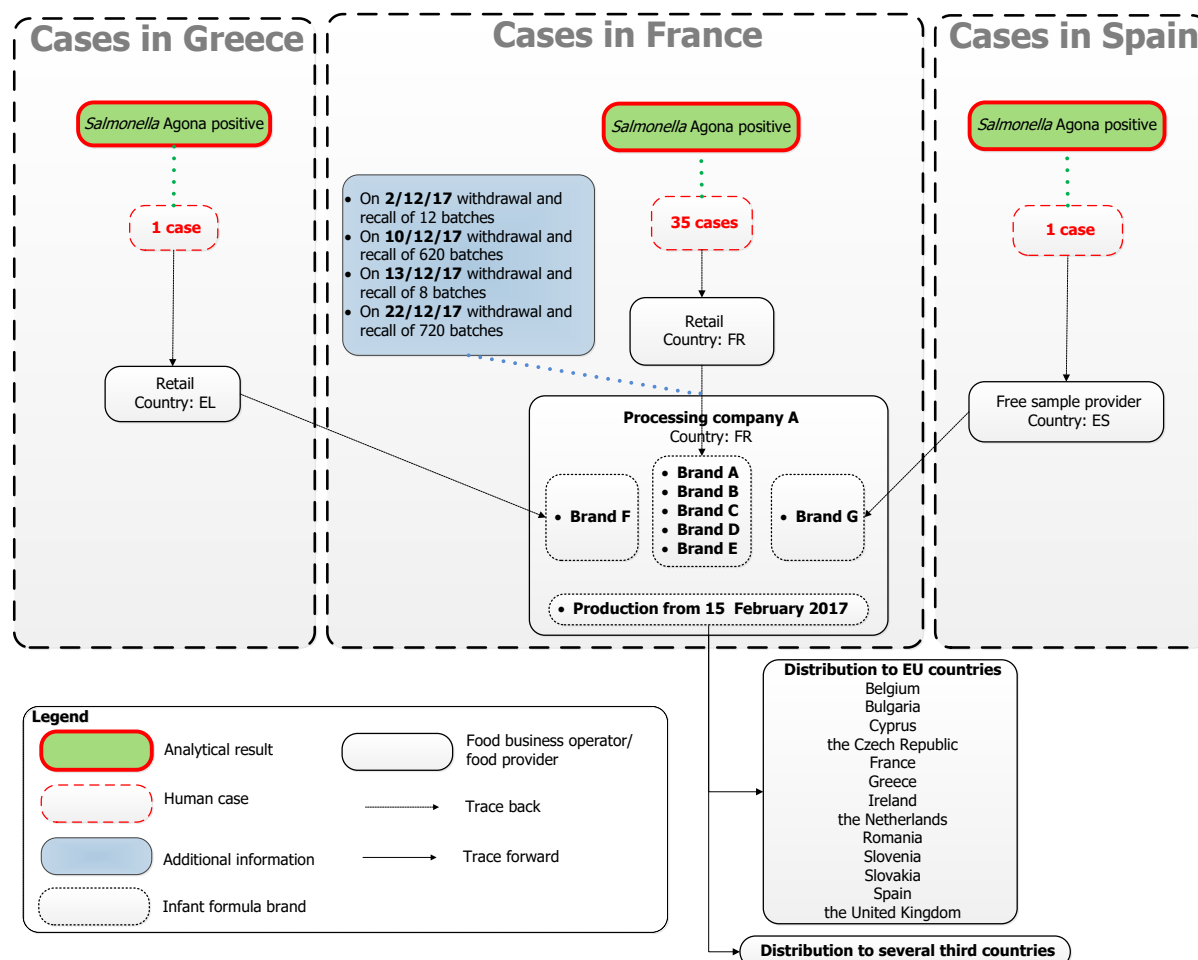 Cases in Greece
Cases in France
Cases in Spain
Salmonella Agona positive
Salmonella Agona positive
Salmonella Agona positive
• On 2/12/17 withdrawal and
recall of 12 batches
• On 10/12/17 withdrawal and
recall of 620 batches
• On 13/12/17 withdrawal and
recall of 8 batches
• On 22/12/17 withdrawal and
recall of 720 batches
1 case
35 cases
1 case
Retail
Country: FR
Retail
Country: EL
Free sample provider
Country: ES
Processing company A
Country: FR
• Brand F
• Brand A
• Brand B
• Brand C
• Brand D
• Brand E
• Brand G
• Production from 15 February 2017
Distribution to EU countries
Belgium
Bulgaria
Cyprus
the Czech Republic
France
Greece
Ireland
the Netherlands
Romania
Slovenia
Slovakia
Spain
the United Kingdom
Distribution to several third countries
Legend
Analytical result
Human case
Additional information
Infant formula brand
Food business operator/
food provider
Trace back
Trace forward